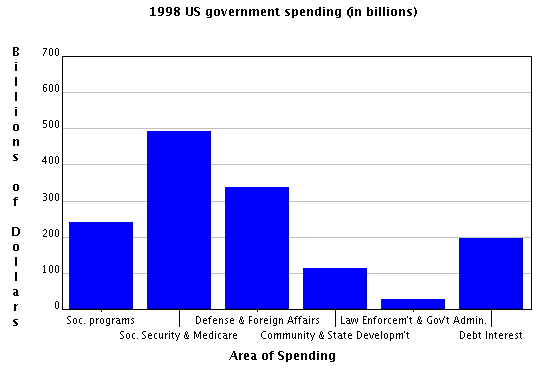 1998 US government spending (in billions)
Billions of Dollars
700
600
500
400
300
200
100
0
Soc. programs
Defense & Foreign Affairs
Law Enforcem't & Gov't Admin.
Soc. Security & Medicare
Community & State Developm't
Debt Interest
Area of Spending